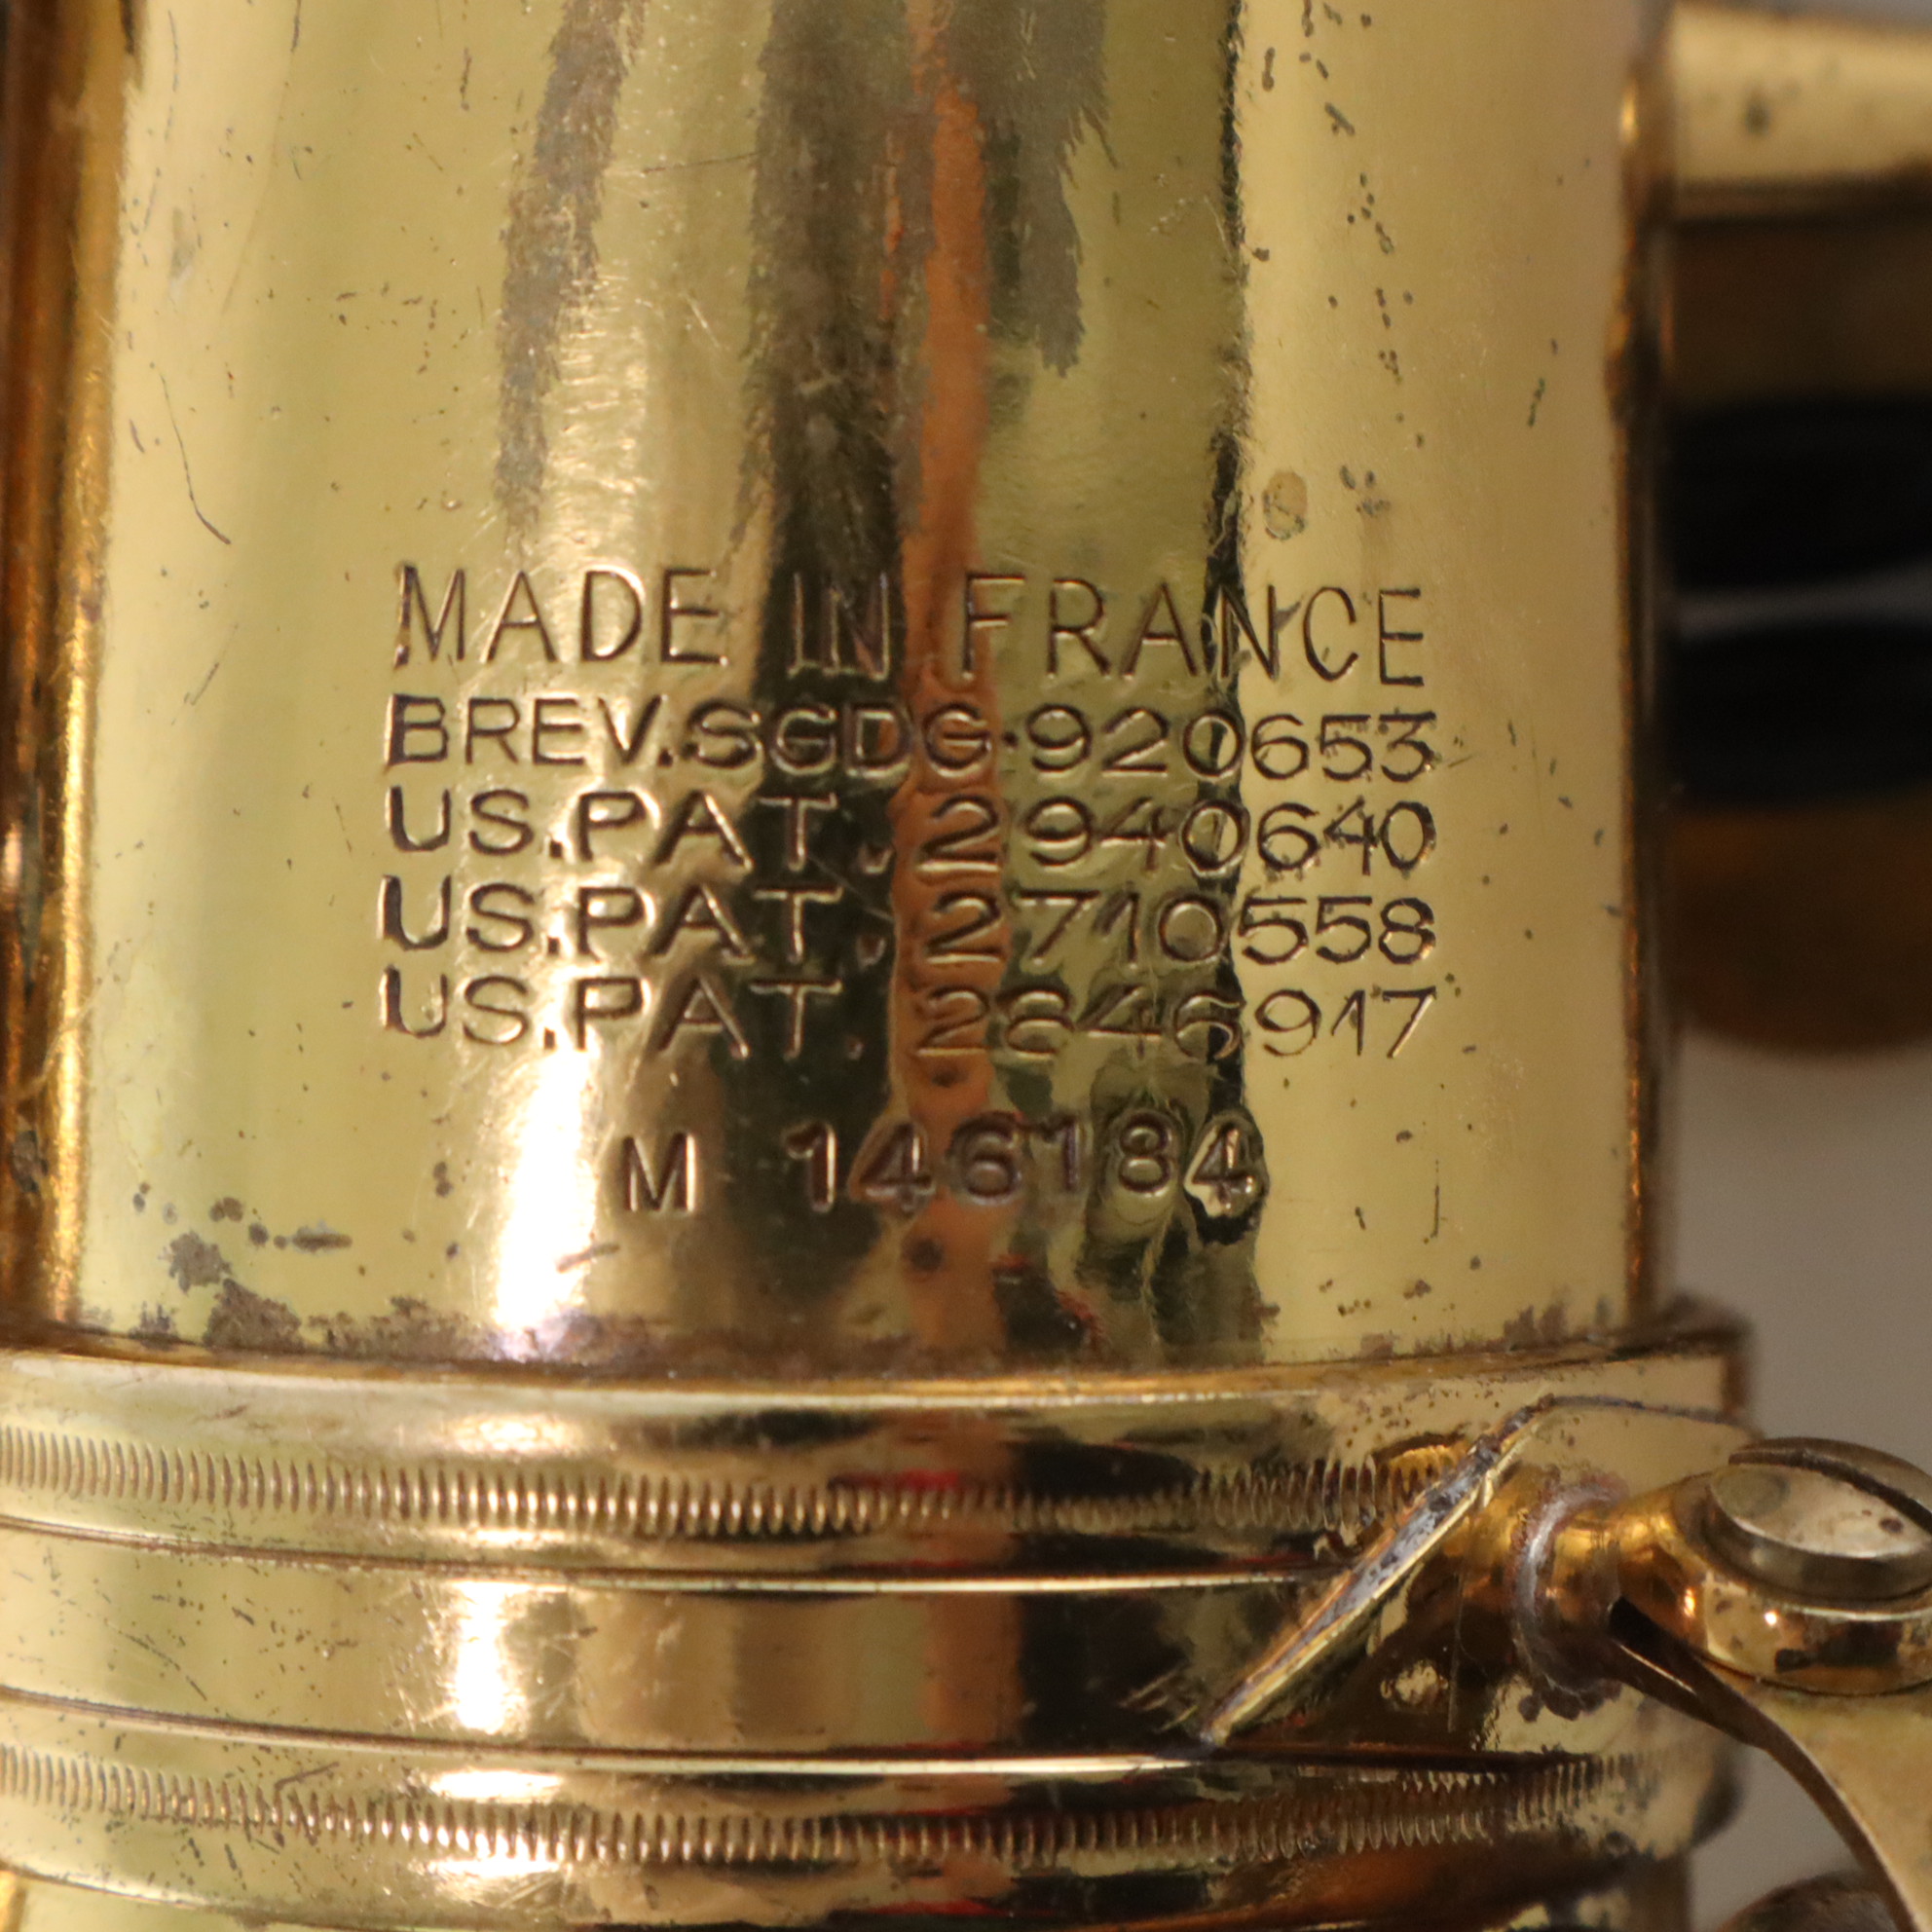 MADE IN FRANCE
BREV.SGDG.920653
US.PAT. 2940640
US.PAT. 2710558
US.PAT. 2846917
M 146184